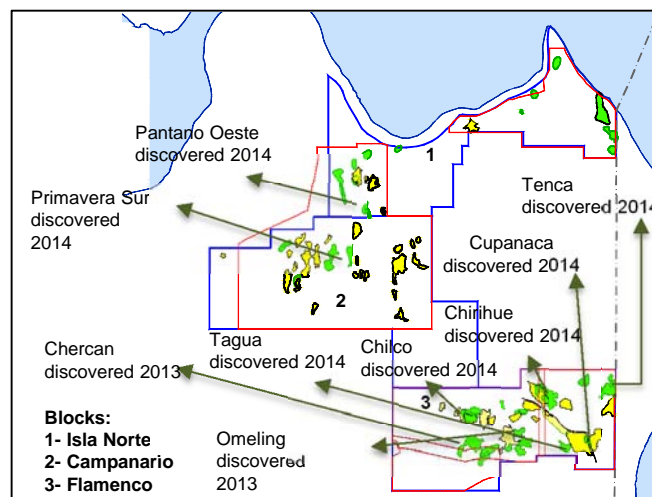 1
Pantano Oeste
discovered 2014
Primavera Sur
discovered
2014
Tenca
discovered 2014
Cupanaca
discovered 2014
2
Chirihue
discovered 2014
Tagua
discovered 2014
Chilco
discovered 2014
Chercan
discovered 2013
3
Blocks:
1- Isla Norte
2- Campanario
3- Flamenco
Omeling
discovered
2013